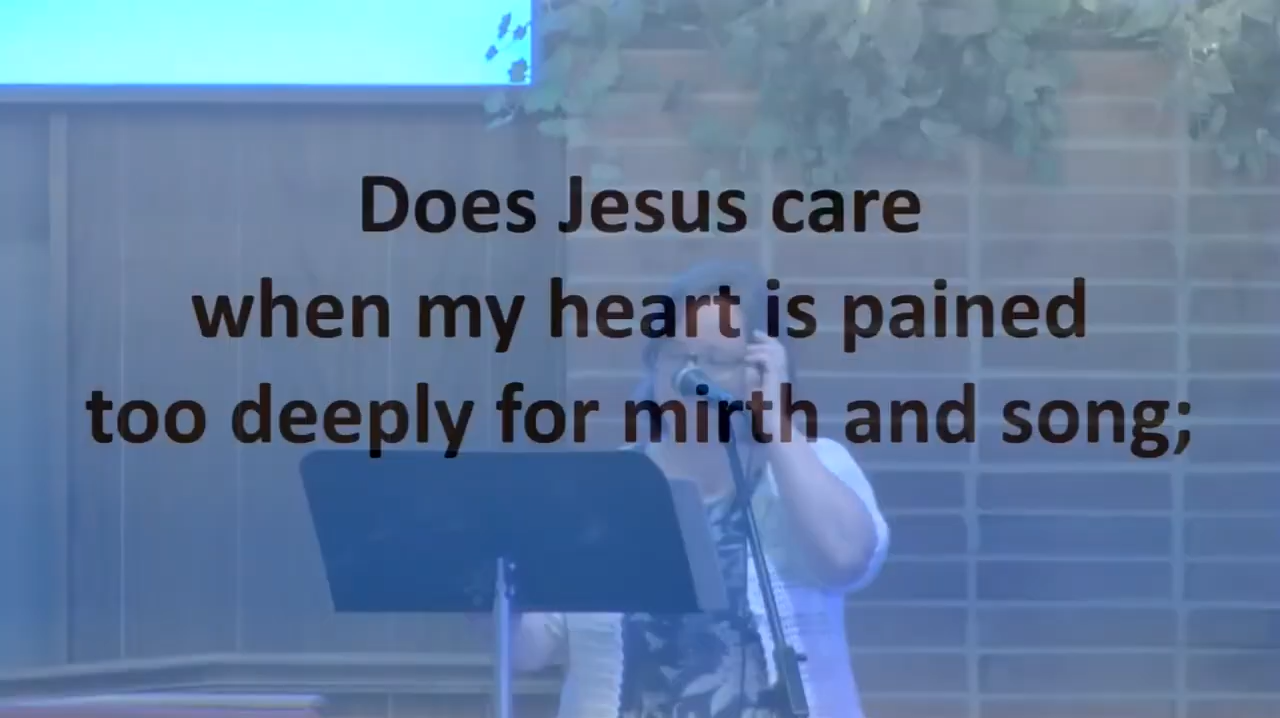 Does Jesus care
when my heart is pained
too deeply for mirth and song;